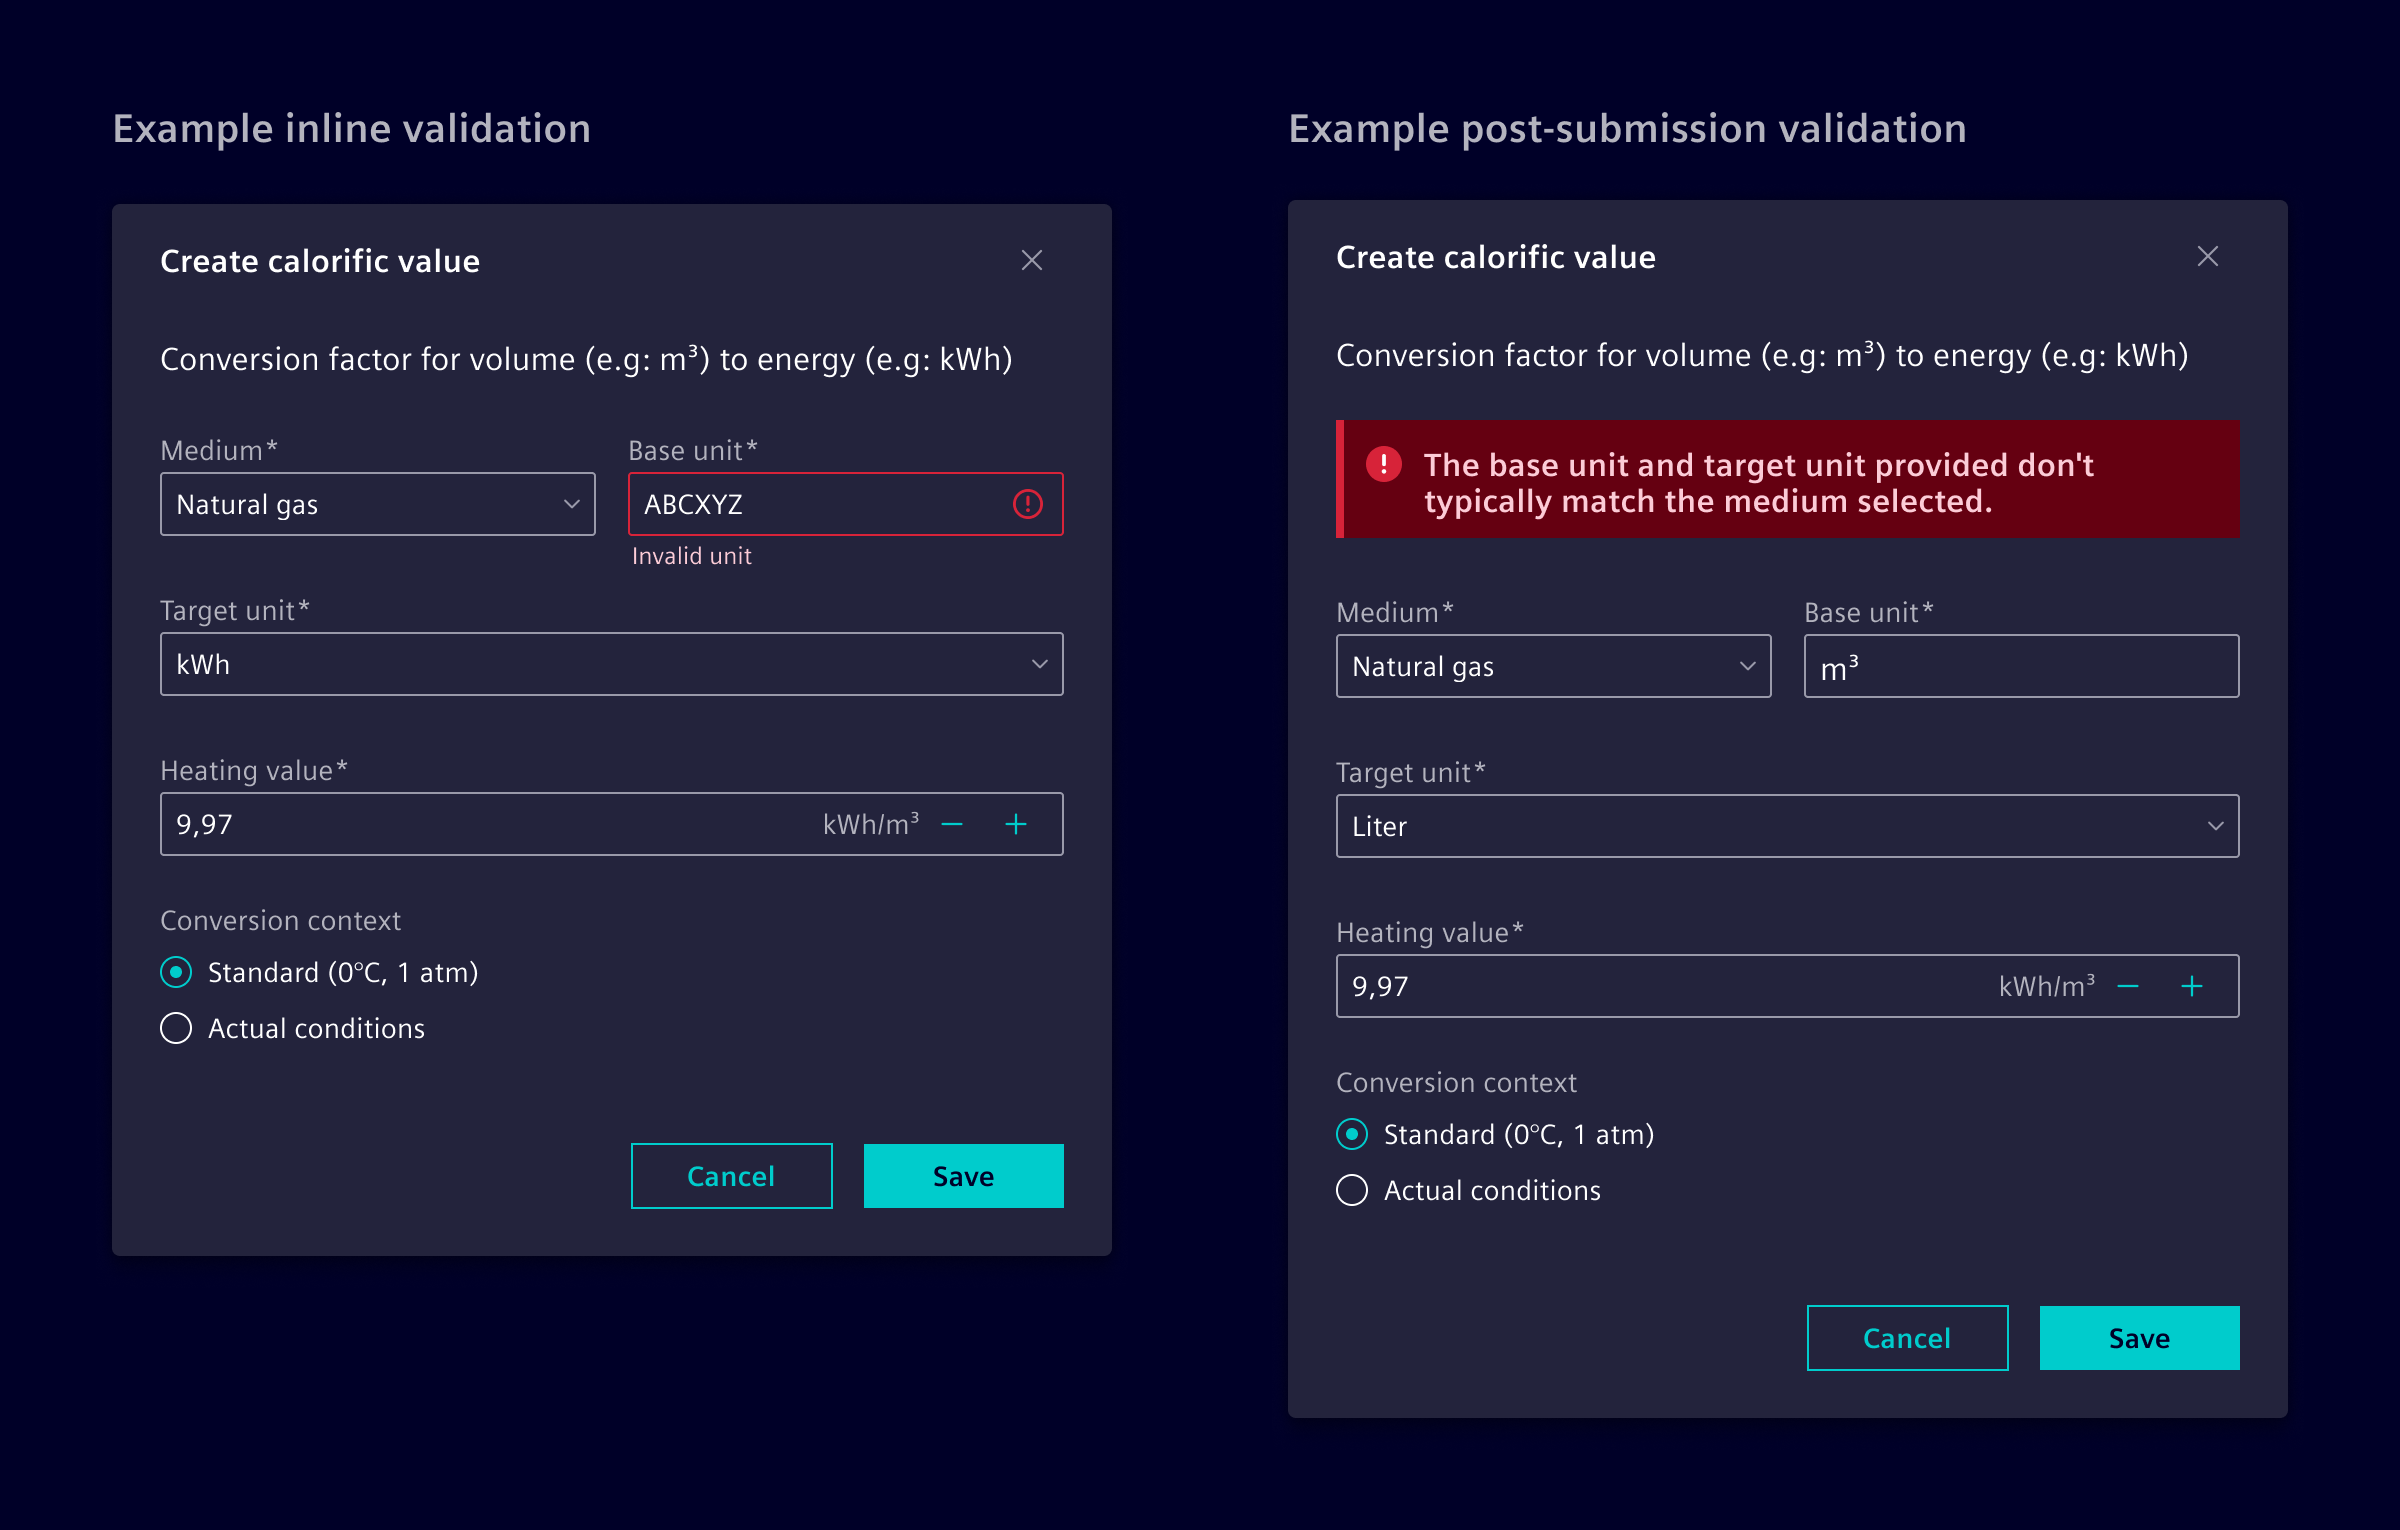 Example inline validation
Create calorific value
Conversion factor for volume (e.g: m³) to energy (e.g: kWh)
Medium*
Base unit*
Natural gas
ABCXYZ
Invalid unit
Target unit*
kWh
Heating value*
9,97
kWh/m³
Conversion context
Standard (0°C, 1 atm)
Actual conditions
Cancel
Save
Example post-submission validation
Create calorific value
Conversion factor for volume (e.g: m³) to energy (e.g: kWh)
The base unit and target unit provided don't
typically match the medium selected.
Medium*
Base unit*
Natural gas
m³
Target unit*
Liter
Heating value*
9,97
kWh/m³
Conversion context
Standard (0°C, 1 atm)
Actual conditions
Cancel
Save